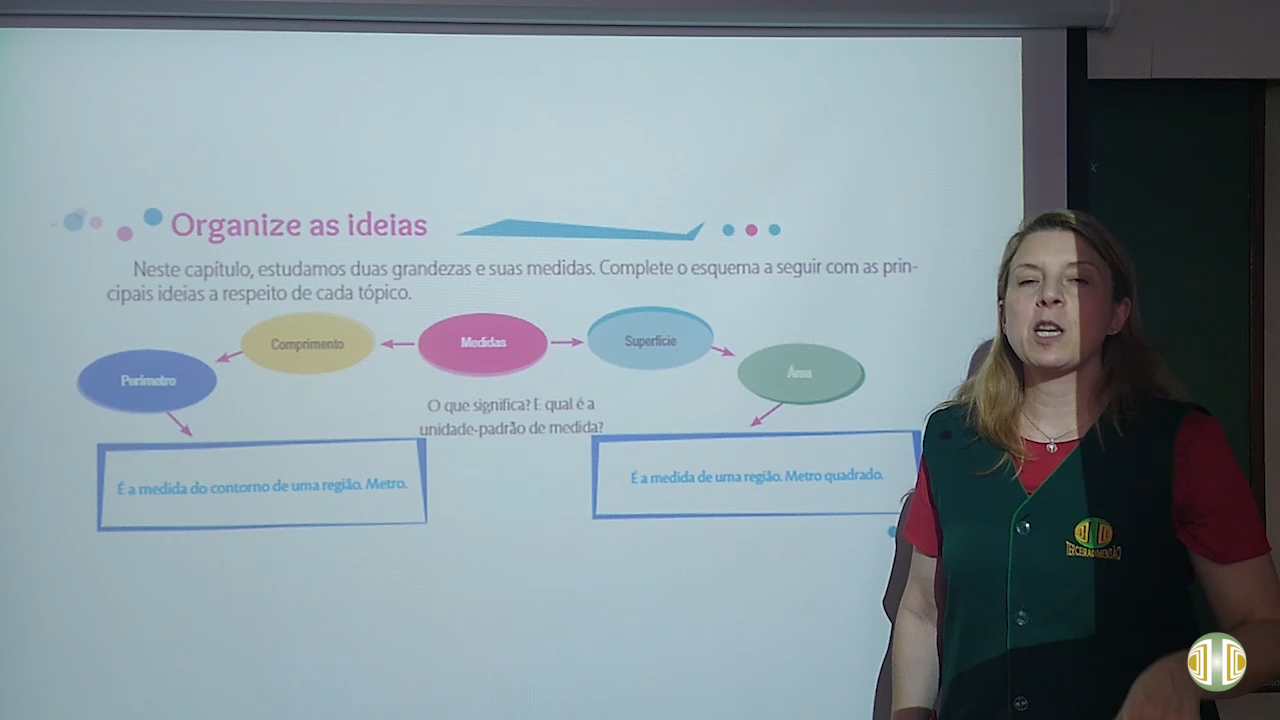 Organize as ideias
Neste capítulo, estudamos duas grandezas e suas medidas. Complete o esquema a seguir com as prin-
cipais ideias a respeito de cada tópico.
Perímetro
Comprimento
Medidas
Superfície
Área
O que significa? E qual é a
unidade-padrão de medida?
É a medida do contorno de uma região. Metro.
É a medida de uma região. Metro quadrado.
TERCEIRA DIMENSÃO